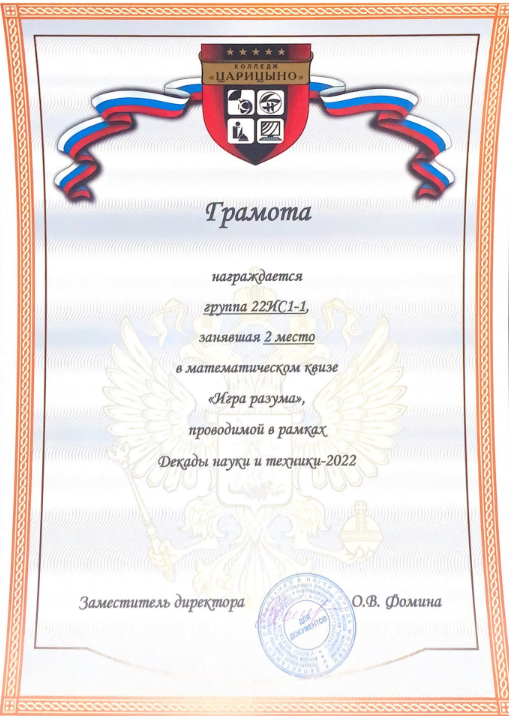 КОЛЛЕДЖ
«ЦАРИЦЫНО»
Грамота
награждается
группа 22ИС1-1,
занявшая 2 место
в математическом квизе
«Игра разума»,
проводимой в рамках
Декады науки и техники-2022
Заместитель директора
О.В. Фомина
ДЛЯ
ДОКУМЕНТОВ